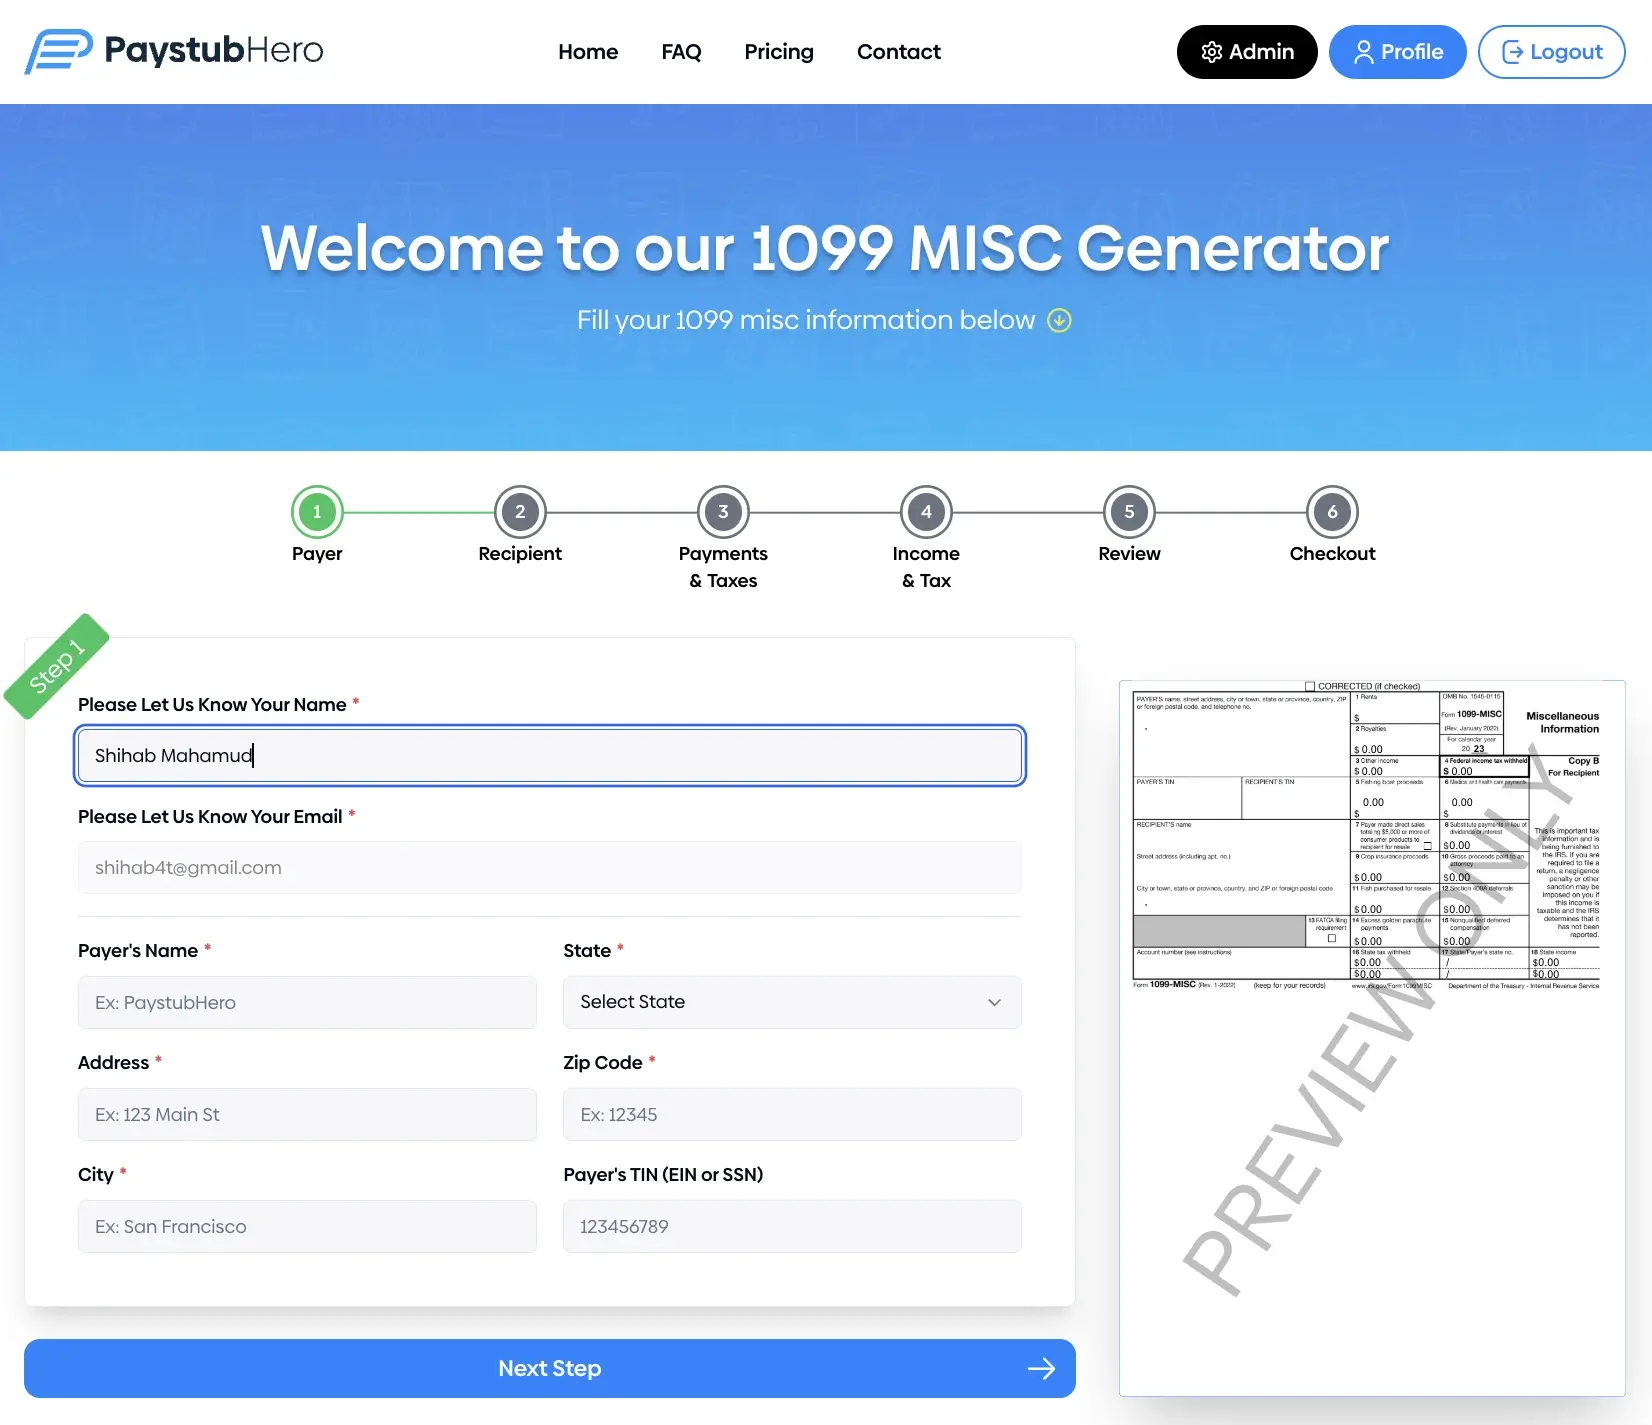 PaystubHero
Home
FAQ
Pricing
Contact
Admin
Profile
Logout
Welcome to our 1099 MISC Generator
Fill your 1099 misc information below
1
2
3
4
5
6
Payer
Recipient
Payments
& Taxes
Income
& Tax
Review
Checkout
Step 1
Please Let Us Know Your Name *
Shihab Mahamud
Please Let Us Know Your Email *
shihab4t@gmail.com
Payer's Name *
Ex: PaystubHero
State *
Select State
Address *
Ex: 123 Main St
Zip Code *
Ex: 12345
City *
Ex: San Francisco
Payer's TIN (EIN or SSN)
123456789
Next Step
CORRECTED (if checked)
PAYER'S name, street address, city or town, state or province, country, ZIP
or foreign postal code, and telephone no.
1 Rents
$
OMB No. 1545-0115
Form 1099-MISC
(Rev. January 2022)
For calendar year
20 23
Miscellaneous
Information
2 Royalties
$ 0.00
3 Other income
$ 0.00
4 Federal income tax withheld
$ 0.00
Copy B
For Recipient
PAYER'S TIN
RECIPIENT'S TIN
5 Fishing boat proceeds
0.00
$
6 Medical and health care payments
0.00
$
RECIPIENT'S name
7 Payer made direct sales
totaling $5,000 or more of
consumer products to
recipient for resale
8 Substitute payments in lieu of
dividends or interest
$0.00
This is important tax
information and is
being furnished to
the IRS. If you are
required to file a
return, a negligence
penalty or other
sanction may be
imposed on you if
this income is
taxable and the IRS
determines that it
has not been
reported.
Street address (including apt. no.)
9 Crop insurance proceeds
$0.00
10 Gross proceeds paid to an
attorney
$0.00
City or town, state or province, country, and ZIP or foreign postal code
11 Fish purchased for resale
$0.00
12 Section 409A deferrals
$0.00
13 FATCA filing
requirement
14 Excess golden parachute
payments
$0.00
15 Nonqualified deferred
compensation
$0.00
Account number (see instructions)
16 State tax withheld
$0.00
$0.00
17 State/Payer's state no.
/
/
18 State income
$0.00
$0.00
Form 1099-MISC (Rev. 1-2022)
(keep for your records)
www.irs.gov/Form1099MISC
Department of the Treasury - Internal Revenue Service
PREVIEW ONLY